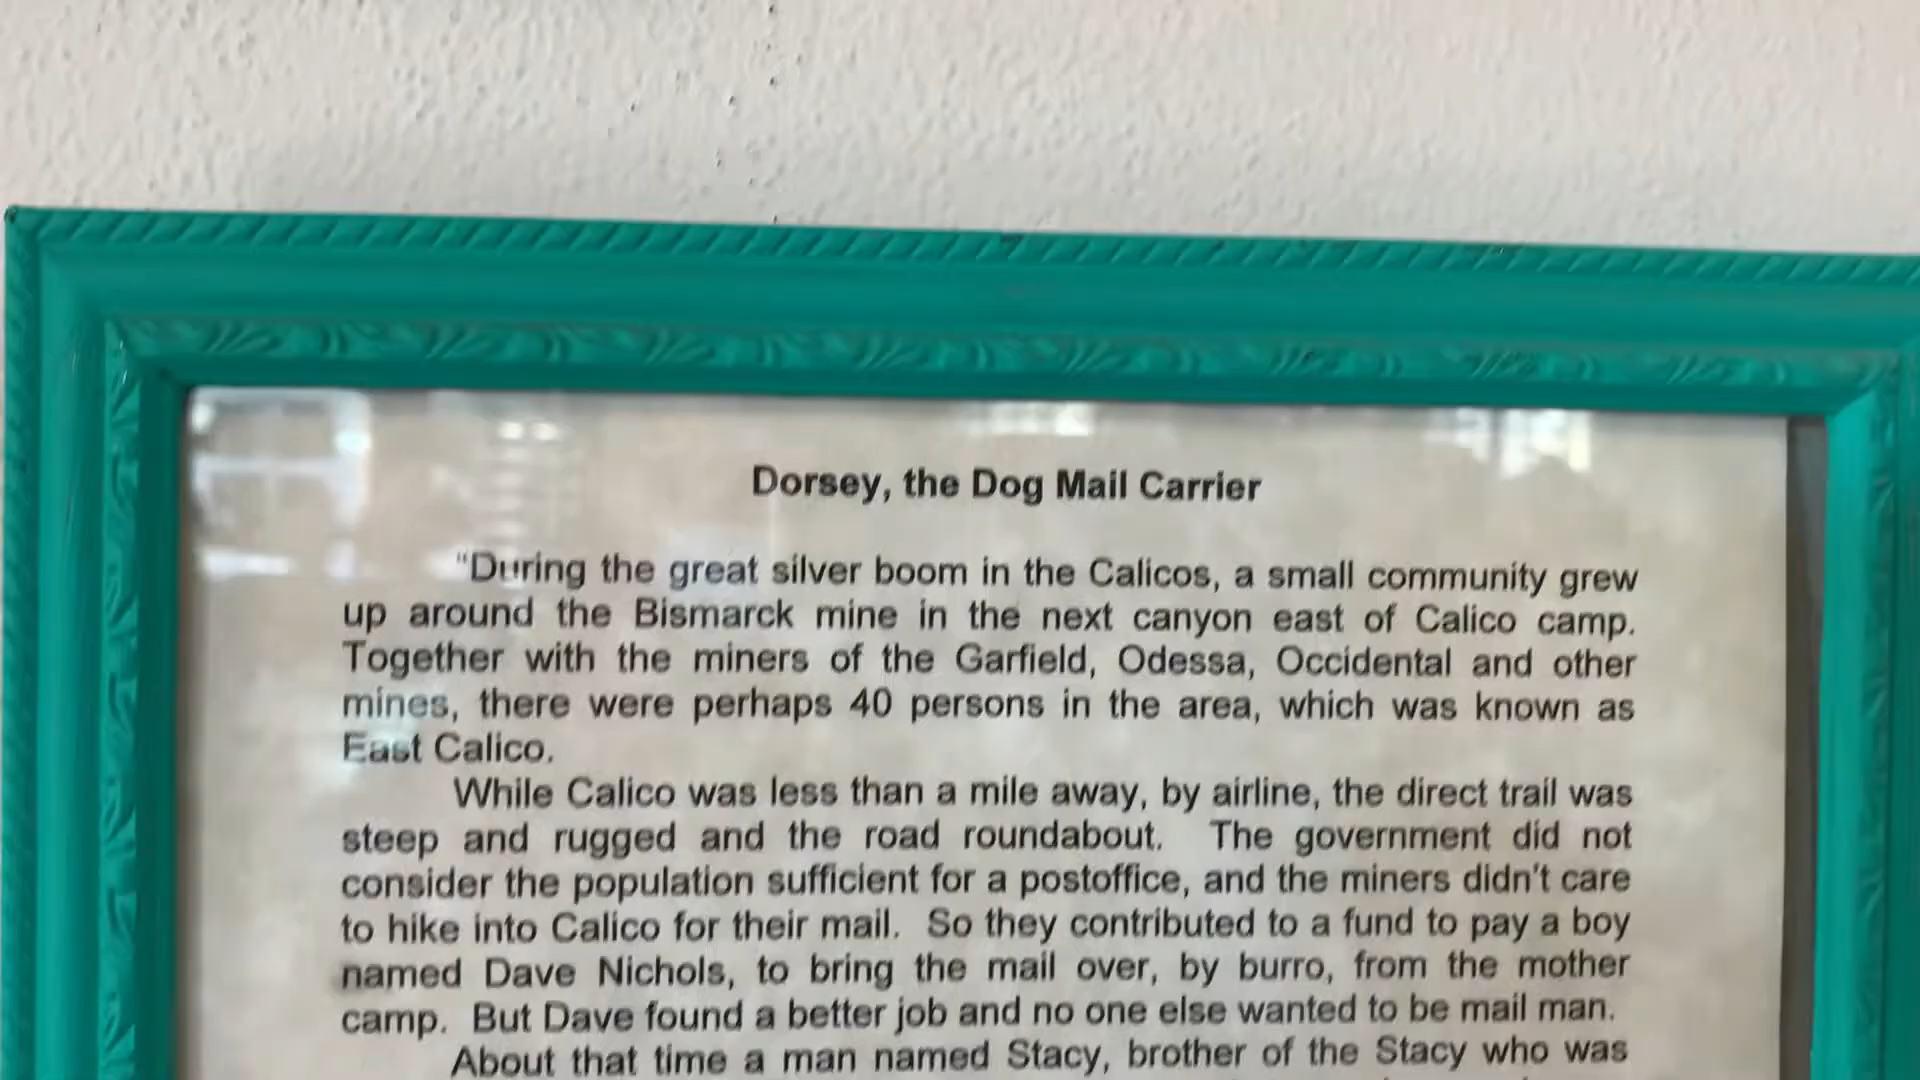 Dorsey, the Dog Mail Carrier
"During the great silver boom in the Calicos, a small community grew
up around the Bismarck mine in the next canyon east of Calico camp.
Together with the miners of the Garfield, Odessa, Occidental and other
mines, there were perhaps 40 persons in the area, which was known as
East Calico.
While Calico was less than a mile away, by airline, the direct trail was
steep and rugged and the road roundabout. The government did not
consider the population sufficient for a postoffice, and the miners didn't care
to hike into Calico for their mail. So they contributed to a fund to pay a boy
named Dave Nichols, to bring the mail over, by burro, from the mother
camp. But Dave found a better job and no one else wanted to be mail man.
About that time a man named Stacy, brother of the Stacy who was